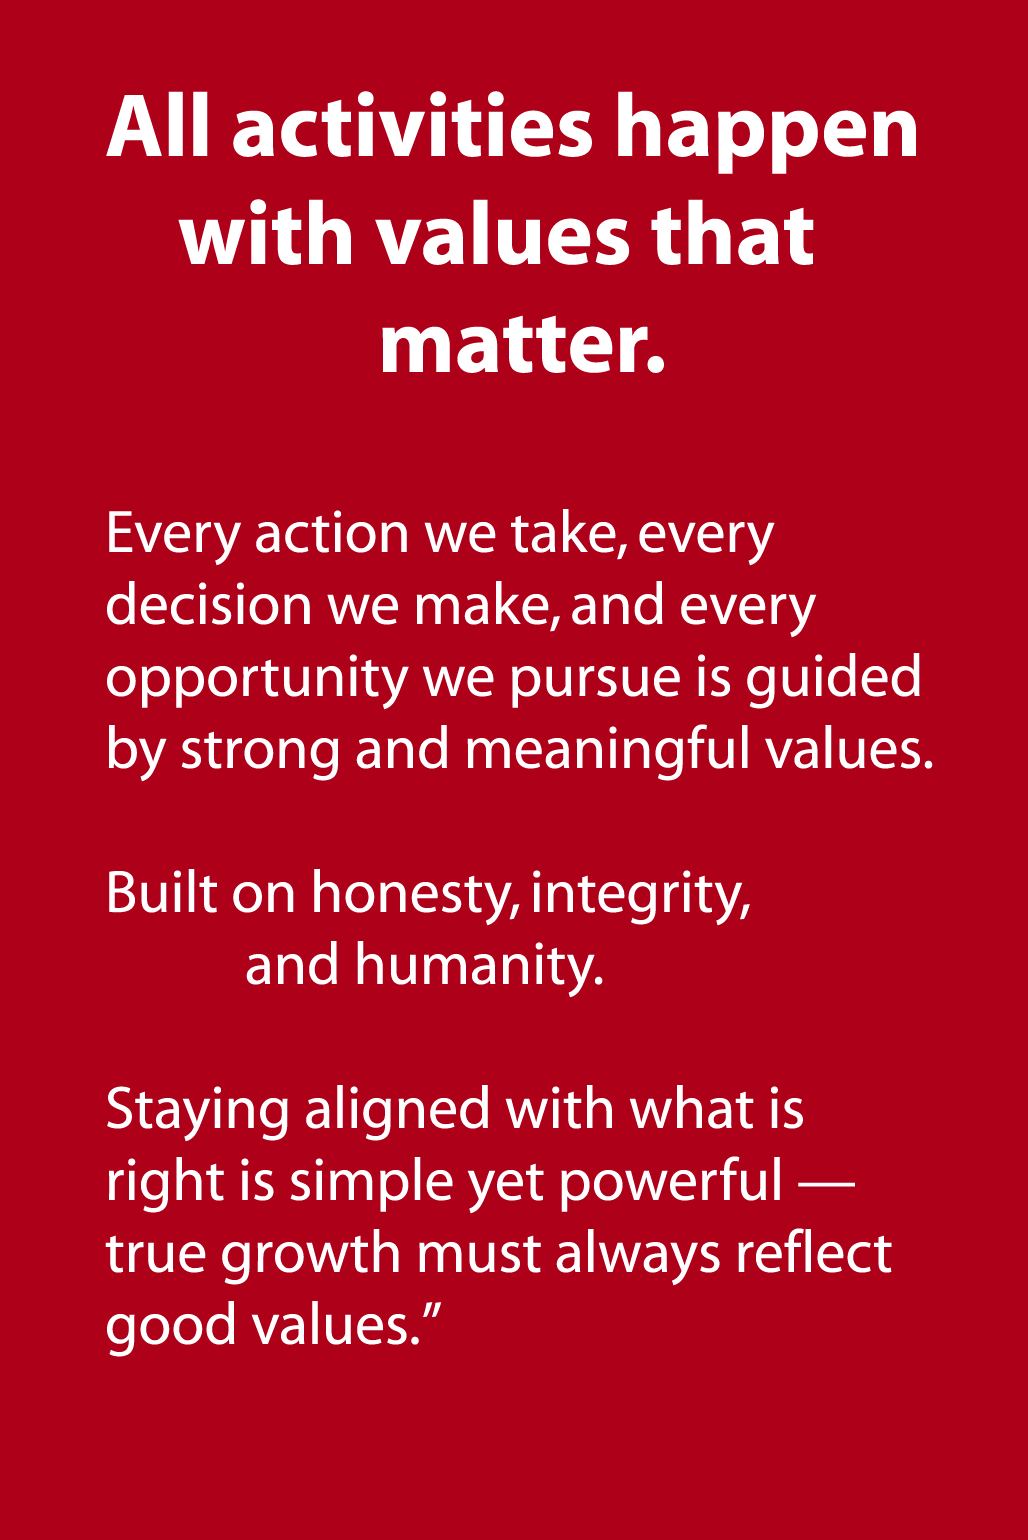 All activities happen
with values that
matter.
Every action we take, every
decision we make, and every
opportunity we pursue is guided
by strong and meaningful values.
Built on honesty, integrity,
and humanity.
Staying aligned with what is
right is simple yet powerful —
true growth must always reflect
good values.”